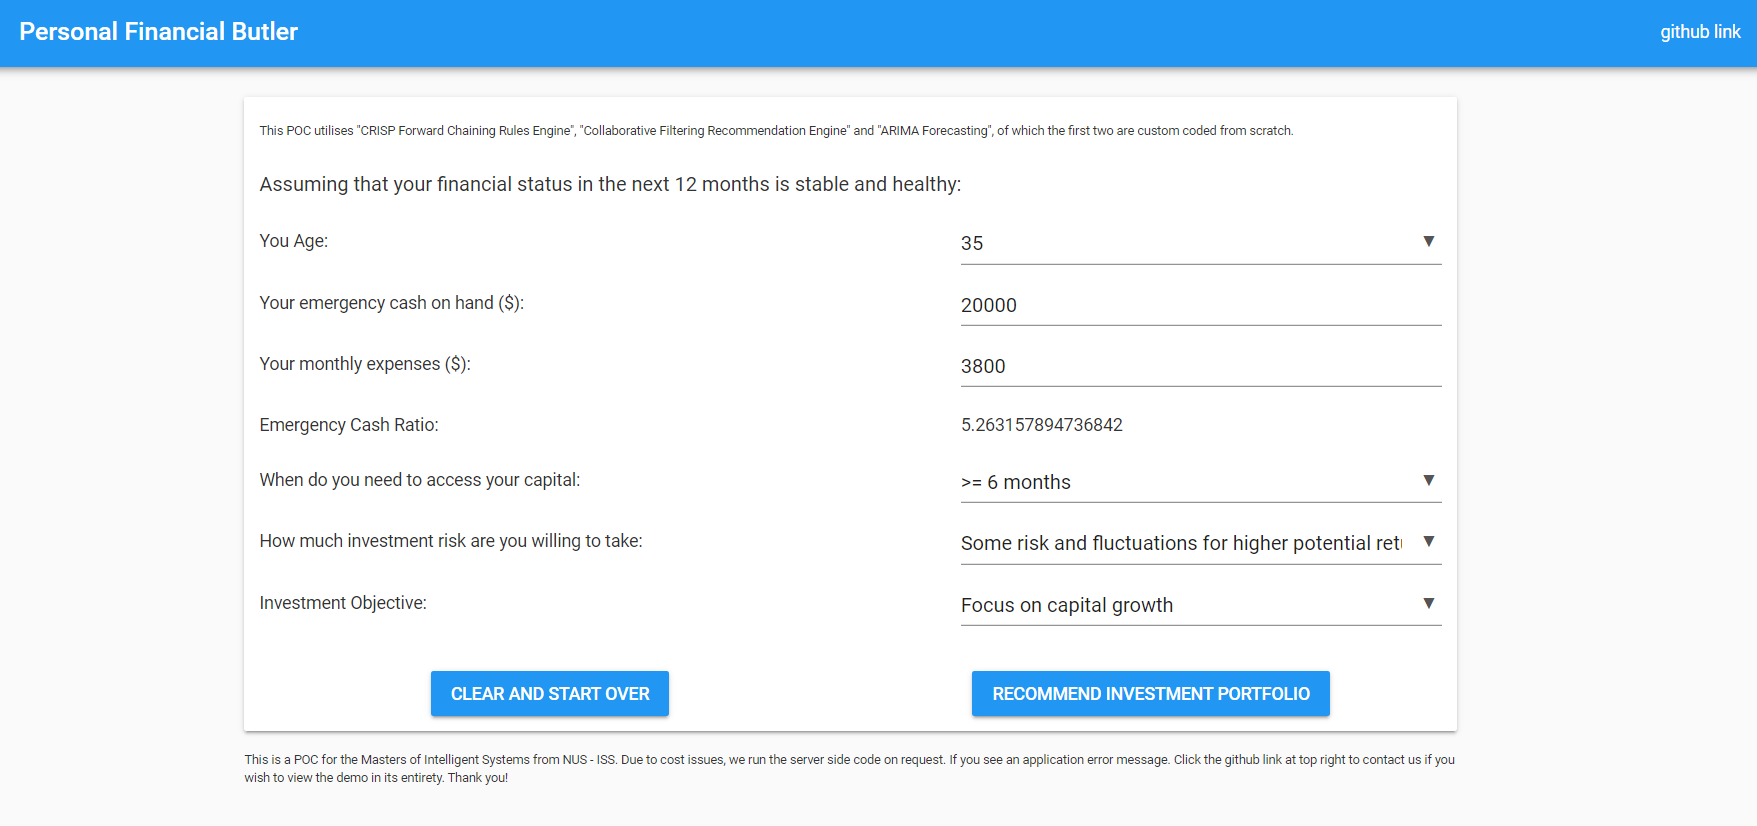 Personal Financial Butler
github link
This POC utilises "CRISP Forward Chaining Rules Engine", "Collaborative Filtering Recommendation Engine" and "ARIMA Forecasting", of which the first two are custom coded from scratch.
Assuming that your financial status in the next 12 months is stable and healthy:
You Age:
35
Your emergency cash on hand ($):
20000
Your monthly expenses ($):
3800
Emergency Cash Ratio:
5.263157894736842
When do you need to access your capital:
>= 6 months
How much investment risk are you willing to take:
Some risk and fluctuations for higher potential
Investment Objective:
Focus on capital growth
CLEAR AND START OVER
RECOMMEND INVESTMENT PORTFOLIO
This is a POC for the Masters of Intelligent Systems from NUS - ISS. Due to cost issues, we run the server side code on request. If you see an application error message. Click the github link at top right to contact us if you
wish to view the demo in its entirety. Thank you!